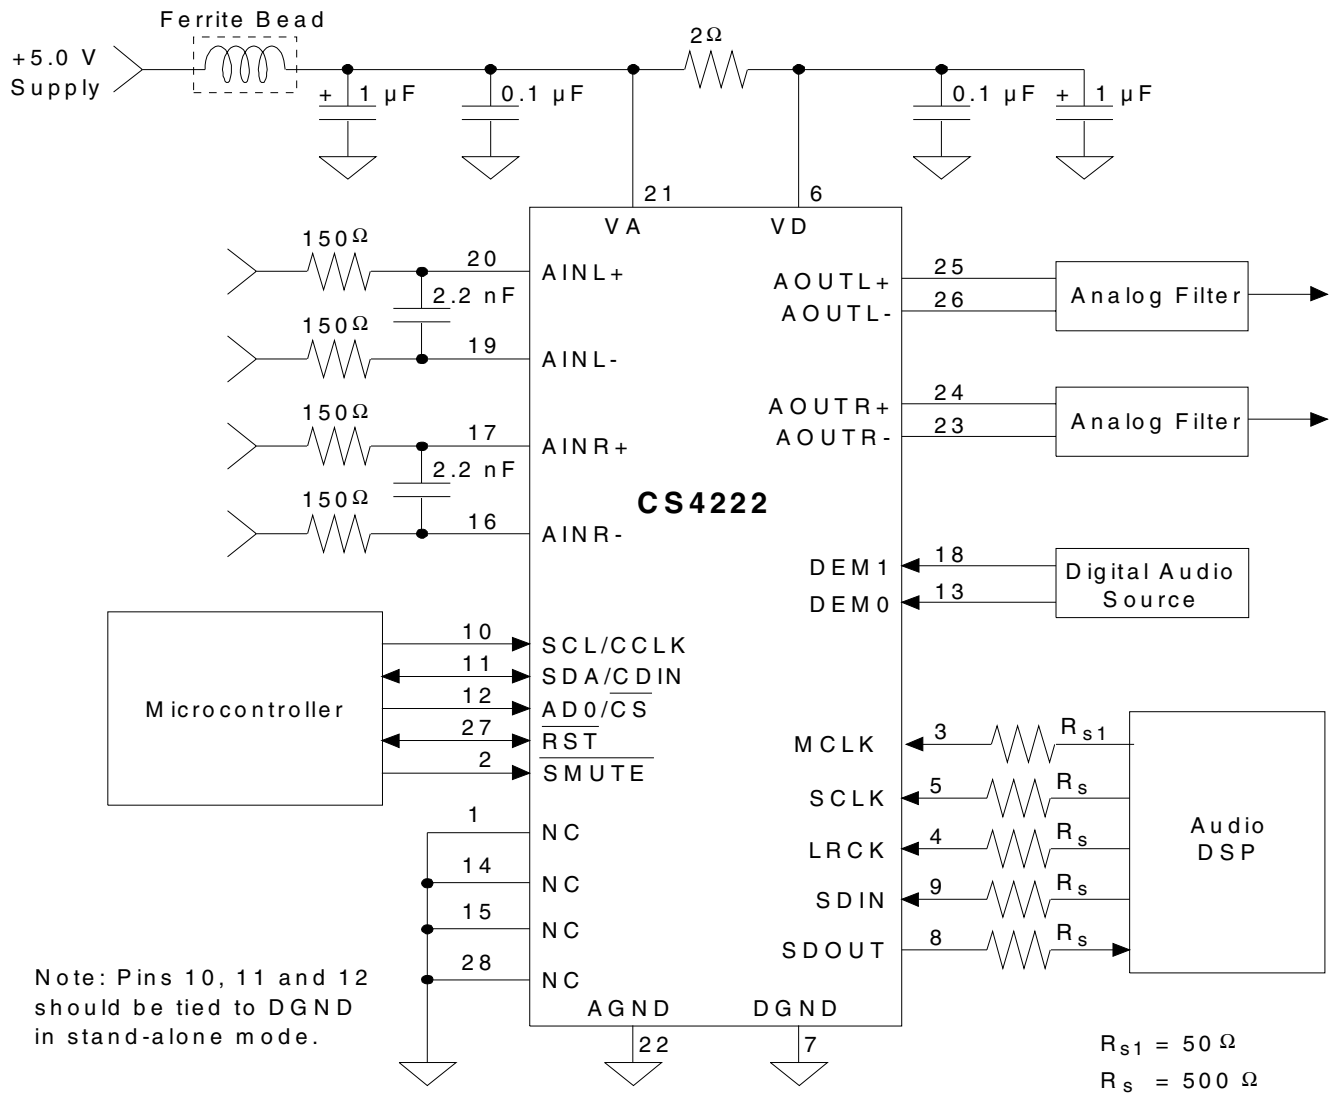 Ferrite Bead
+5.0 V
Supply
+ 1 µF
0.1 µF
2Ω
0.1 µF
+ 1 µF
21
6
VA
VD
150Ω
20
AINL+
2.2 nF
150Ω
19
AINL-
150Ω
17
AINR+
2.2 nF
150Ω
16
AINR-
AOUTL+
25
AOUTL-
26
Analog Filter
AOUTR+
24
AOUTR-
23
Analog Filter
CS4222
DEM1
18
DEM0
13
Digital Audio
Source
Microcontroller
10
SCL/CCLK
11
SDA/CDIN
12
AD0/CS
27
RST
2
SMUTE
MCLK
3
Rs1
SCLK
5
Rs
LRCK
4
Rs
SDIN
9
Rs
SDOUT
8
Rs
Audio
DSP
1
NC
14
NC
15
NC
28
NC
Note: Pins 10, 11 and 12
should be tied to DGND
in stand-alone mode.
AGND
DGND
22
7
Rs1 = 50 Ω
Rs = 500 Ω